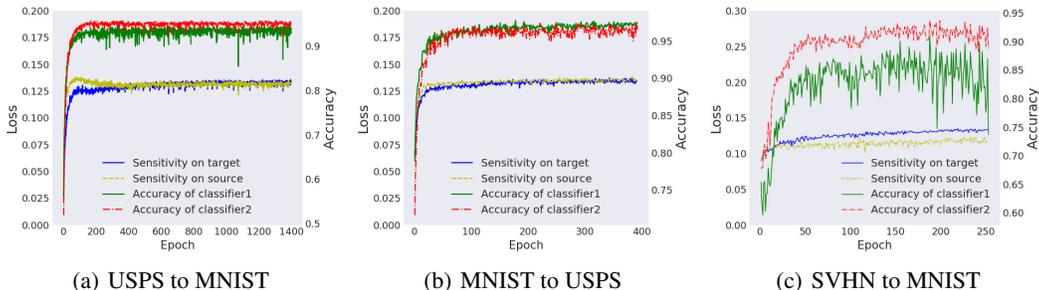 0.200
0.175
0.150
0.125
0.100
0.075
0.050
0.025
0.000
Loss
0.9
0.8
0.7
0.6
0.5
Accuracy
Sensitivity on target
Sensitivity on source
Accuracy of classifier1
Accuracy of classifier2
0 200 400 600 800 1000 1200 1400
Epoch
(a) USPS to MNIST
0.200
0.175
0.150
0.125
0.100
0.075
0.050
0.025
0.000
Loss
0.95
0.90
0.85
0.80
0.75
Accuracy
Sensitivity on target
Sensitivity on source
Accuracy of classifier1
Accuracy of classifier2
0 100 200 300 400
Epoch
(b) MNIST to USPS
0.30
0.25
0.20
0.15
0.10
0.05
0.00
Loss
0.95
0.90
0.85
0.80
0.75
0.70
0.65
0.60
Accuracy
Sensitivity on target
Sensitivity on source
Accuracy of classifier1
Accuracy of classifier2
0 50 100 150 200 250
Epoch
(c) SVHN to MNIST